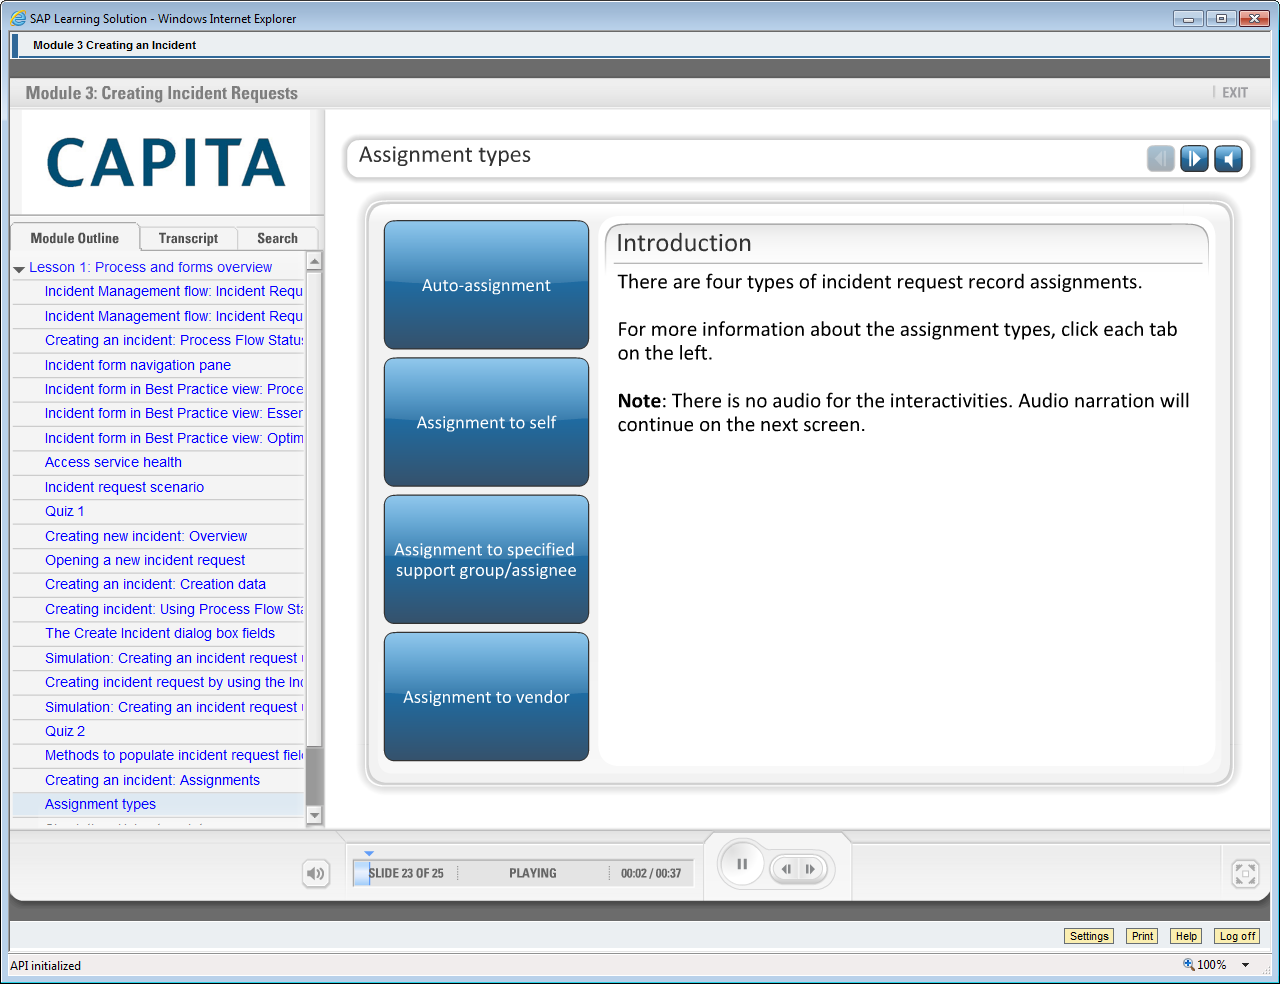 SAP Learning Solution - Windows Internet Explorer
Module 3 Creating an Incident
Module 3: Creating Incident Requests
EXIT
CAPITA
Module Outline
Transcript
Search
Lesson 1: Process and forms overview
Incident Management flow: Incident Requ
Incident Management flow: Incident Requ
Creating an incident: Process Flow Status
Incident form navigation pane
Incident form in Best Practice view: Proce
Incident form in Best Practice view: Esser
Incident form in Best Practice view: Optim
Access service health
Incident request scenario
Quiz 1
Creating new incident: Overview
Opening a new incident request
Creating an incident: Creation data
Creating incident: Using Process Flow Sta
The Create Incident dialog box fields
Simulation: Creating an incident request
Creating incident request by using the Inc
Simulation: Creating an incident request
Quiz 2
Methods to populate incident request field
Creating an incident: Assignments
Assignment types
Assignment types
Auto-assignment
Assignment to self
Assignment to specified
support group/assignee
Assignment to vendor
Introduction
There are four types of incident request record assignments.
For more information about the assignment types, click each tab
on the left.
Note: There is no audio for the interactivities. Audio narration will
continue on the next screen.
SLIDE 23 OF 25
PLAYING
00:02 / 00:37
Settings
Print
Help
Log off
API initialized
100%